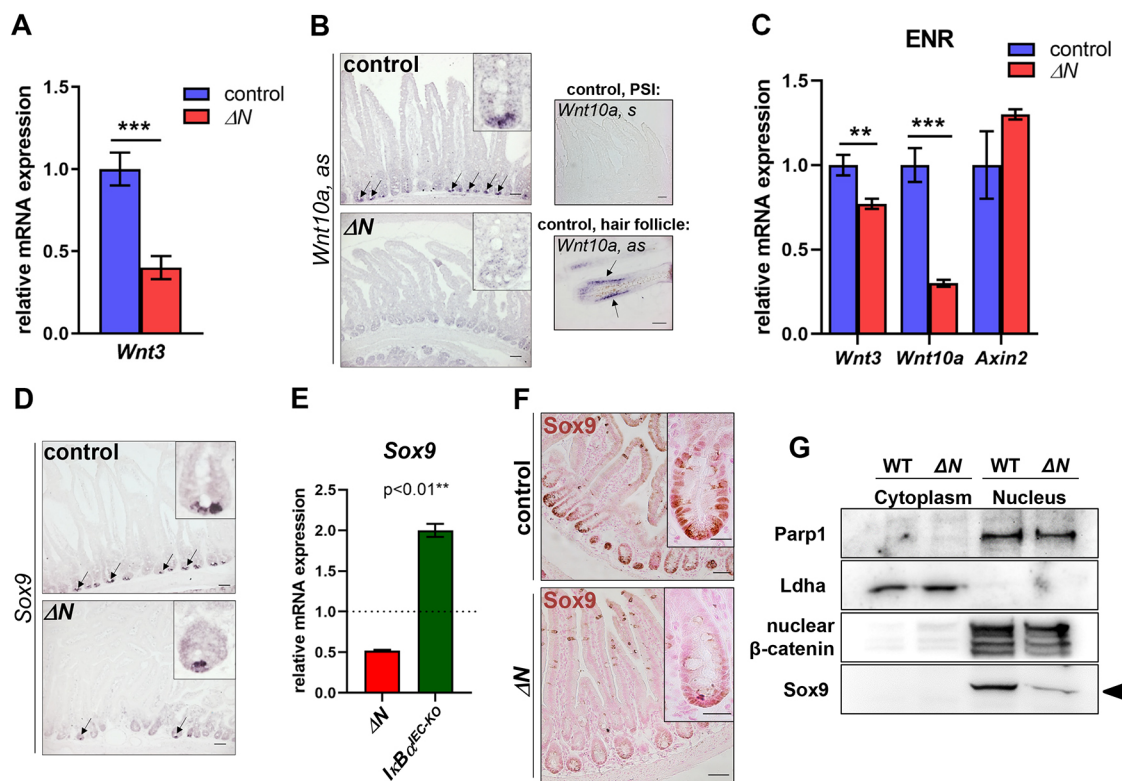 A
control
ΔN
relative mRNA expression
1.5
1.0
0.5
0.0
***
Wnt3
B
Wnt10a, as
control
ΔN
control, PSI:
Wnt10a, s
control, hair follicle:
Wnt10a, as
C
ENR
control
ΔN
relative mRNA expression
1.5
1.0
0.5
0.0
**
***
Wnt3 Wnt10a Axin2
D
Sox9
control
ΔN
E
Sox9
p<0.01**
relative mRNA expression
2.5
2.0
1.5
1.0
0.5
0.0
ΔN
IκBα^IEC-KO
F
control
Sox9
ΔN
Sox9
G
WT ΔN WT ΔN
Cytoplasm Nucleus
Parp1
Ldha
nuclear
β-catenin
Sox9